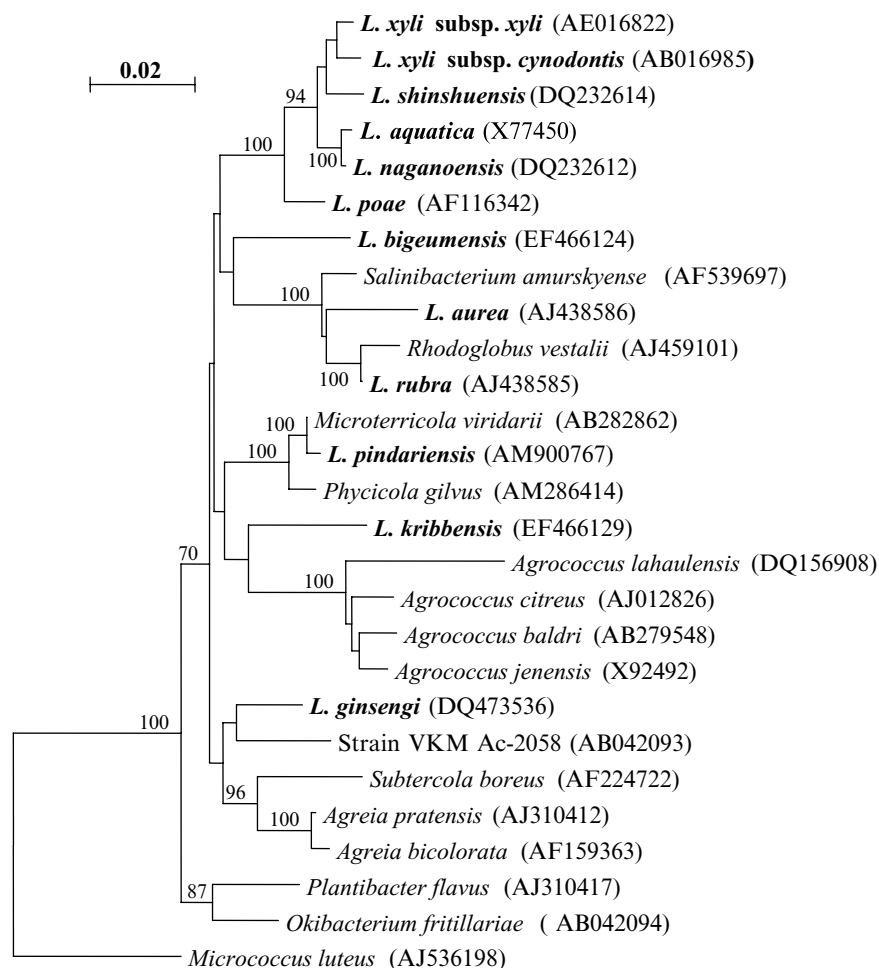 L. xyli subsp. xyli (AE016822)
L. xyli subsp. cynodontis (AB016985)
0.02
94
L. shinshuensis (DQ232614)
L. aquatica (X77450)
100
100
L. naganoensis (DQ232612)
L. poae (AF116342)
L. bigeumensis (EF466124)
Salinibacterium amurskyense (AF539697)
100
L. aurea (AJ438586)
Rhodoglobus vestalii (AJ459101)
100
L. rubra (AJ438585)
100
Microterricola viridarii (AB282862)
100
L. pindariensis (AM900767)
Phycicola gilvus (AM286414)
L. kribbensis (EF466129)
70
Agrococcus lahaulensis (DQ156908)
100
Agrococcus citreus (AJ012826)
Agrococcus baldri (AB279548)
Agrococcus jenensis (X92492)
L. ginsengi (DQ473536)
100
Strain VKM Ac-2058 (AB042093)
Subtercola boreus (AF224722)
96
Agreia pratensis (AJ310412)
100
Agreia bicolorata (AF159363)
Plantibacter flavus (AJ310417)
87
Okibacterium fritillariae ( AB042094)
Micrococcus luteus (AJ536198)